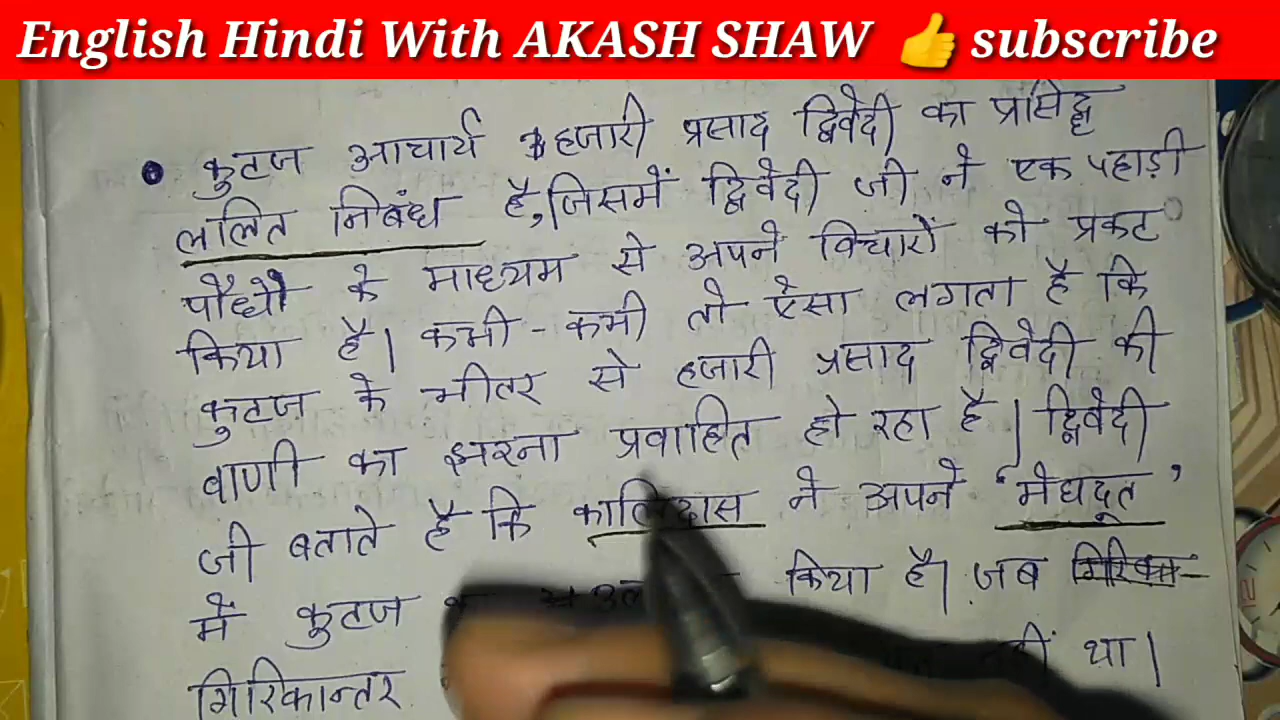 English Hindi With AKASH SHAW 👍 subscribe
कुटज आचार्य हजारी प्रसाद द्विवेदी का प्रसिद्ध
ललित निबंध है, जिसमें द्विवेदी जी ने एक पहाड़ी
पौधों के माध्यम से अपने विचारों को प्रकट
किया है। कभी-कभी तो ऐसा लगता है कि
कुटज के भीतर से हजारी प्रसाद द्विवेदी की
वाणी का झरना प्रवाहित हो रहा है। द्विवेदी
जी बताते है कि कालिदास ने अपने 'मेघदूत'
में कुटज किया है। जब
गिरिकान्तर नहीं था।